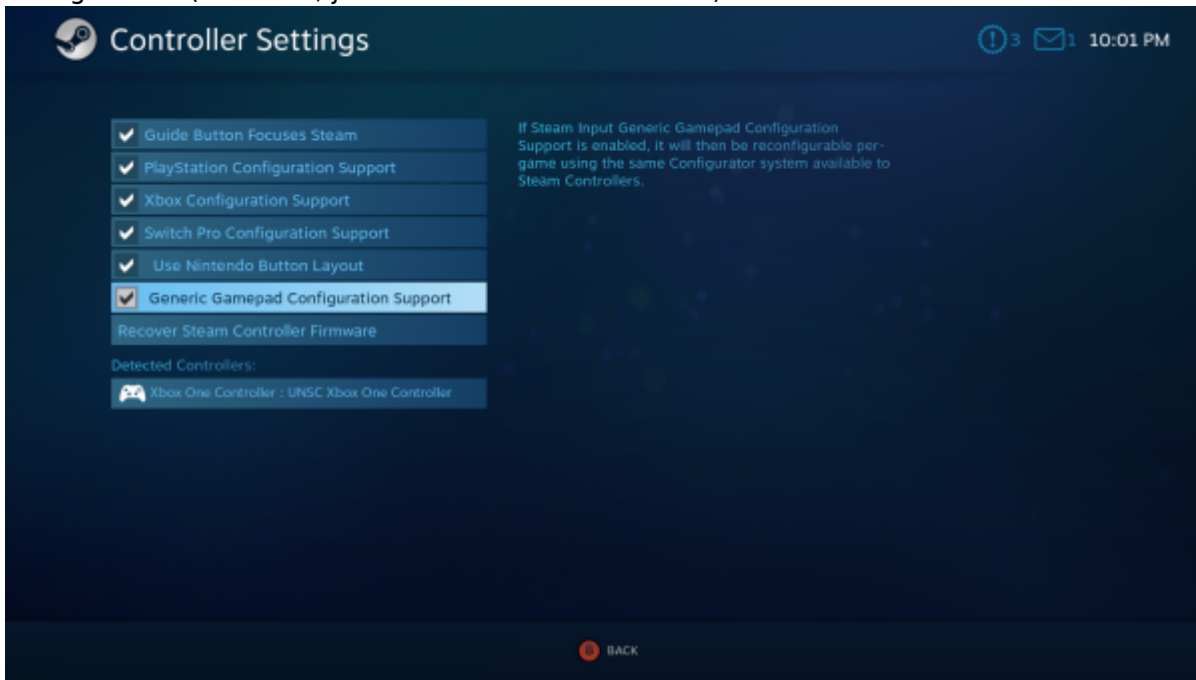 Controller Settings
3 1 10:01 PM
Guide Button Focuses Steam
PlayStation Configuration Support
Xbox Configuration Support
Switch Pro Configuration Support
Use Nintendo Button Layout
Generic Gamepad Configuration Support
Recover Steam Controller Firmware
Detected Controllers:
Xbox One Controller : UNSC Xbox One Controller
If Steam Input Generic Gamepad Configuration
Support is enabled, it will then be reconfigurable per-
game using the same Configurator system available to
Steam Controllers.
B BACK